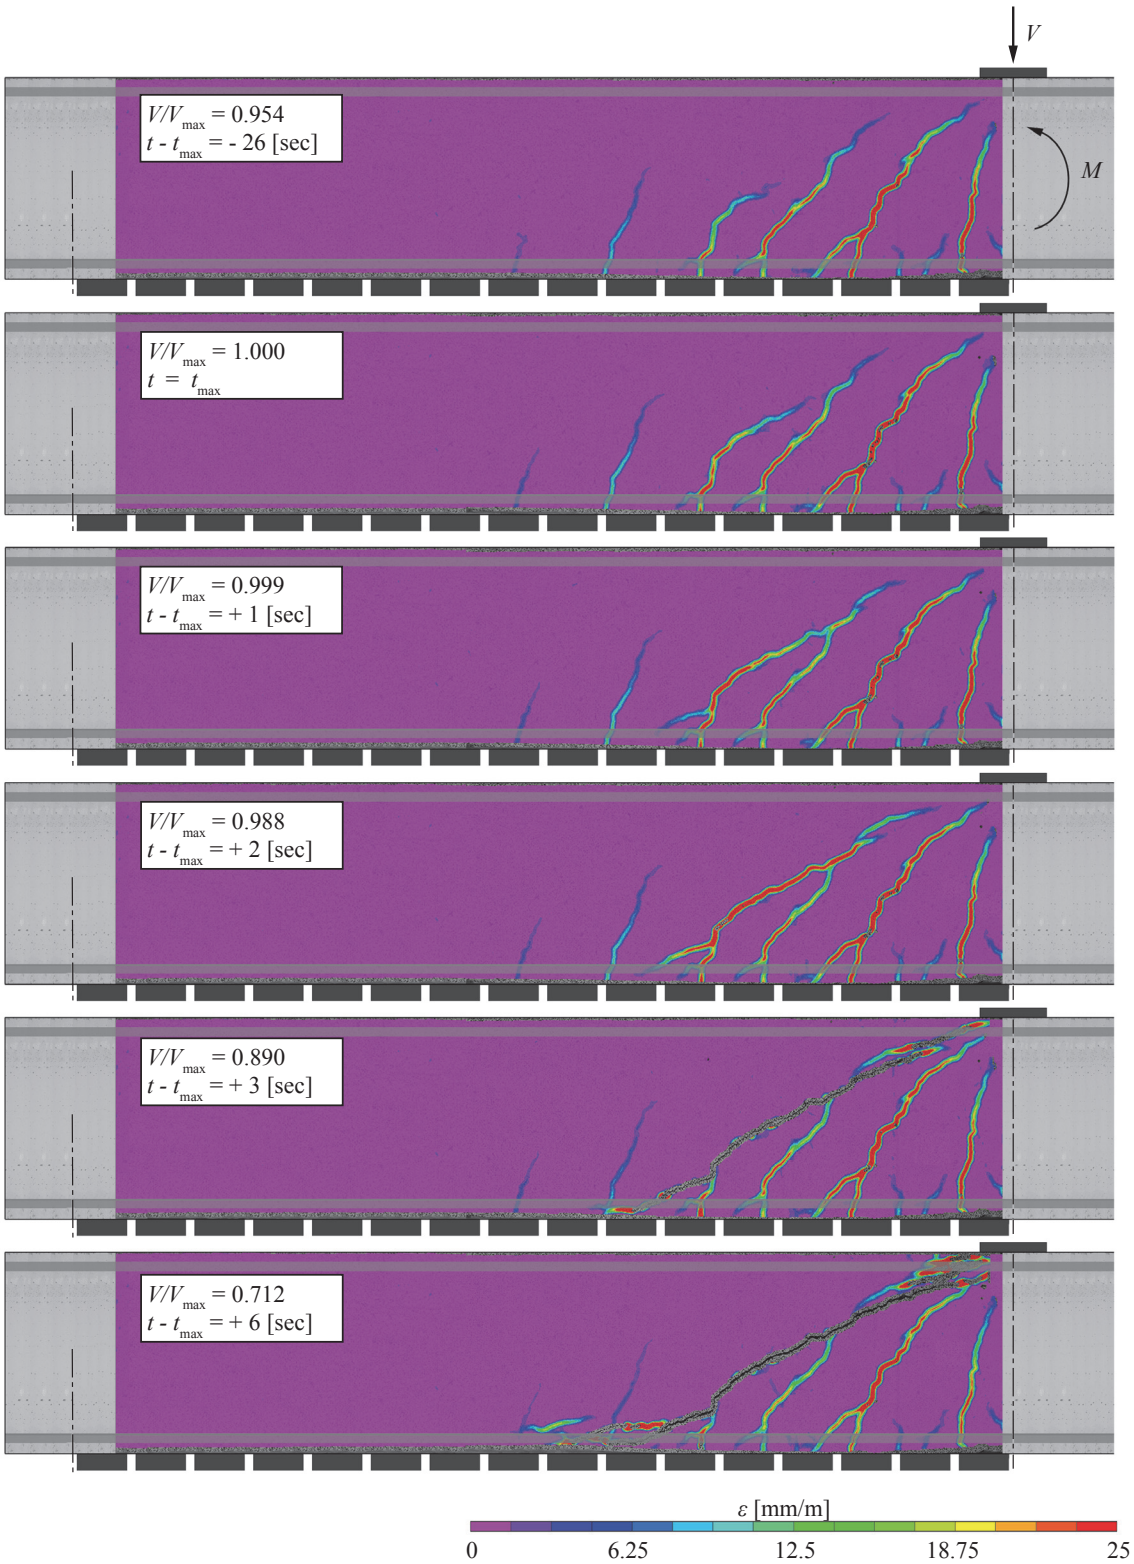 V
M
V/Vmax = 0.954
t - tmax = - 26 [sec]
V/Vmax = 1.000
t = tmax
V/Vmax = 0.999
t - tmax = + 1 [sec]
V/Vmax = 0.988
t - tmax = + 2 [sec]
V/Vmax = 0.890
t - tmax = + 3 [sec]
V/Vmax = 0.712
t - tmax = + 6 [sec]
ε [mm/m]
0 6.25 12.5 18.75 25